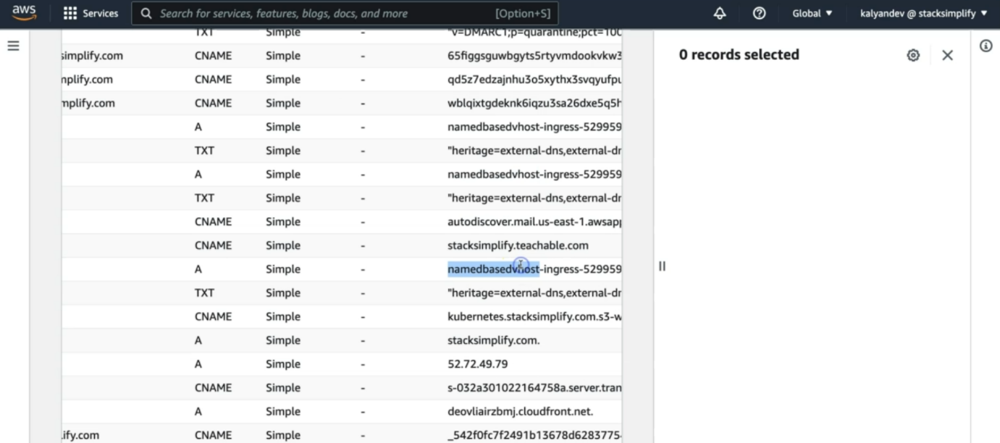 aws Services Search for services, features, blogs, docs, and more [Option+S] Global ▼ kalyandev @ stacksimplify ▼
TXT Simple - "v=DMARC1;p=quarantine;pct=100
simplify.com CNAME Simple - 65figgsguwbgyts5rtyvmdookvkw3
nplify.com CNAME Simple - qd5z7edzajnhu3o5xythx3svqyufpu
mplify.com CNAME Simple - wblqixtgdeknk6iqzu3sa26dxe5q5h
A Simple - namedbasedvhost-ingress-529959
TXT Simple - "heritage=external-dns,external-dr
A Simple - namedbasedvhost-ingress-529959
TXT Simple - "heritage=external-dns,external-dr
CNAME Simple - autodiscover.mail.us-east-1.awsapp
CNAME Simple - stacksimplify.teachable.com
A Simple - namedbasedvhost-ingress-529959
TXT Simple - "heritage=external-dns,external-dr
CNAME Simple - kubernetes.stacksimplify.com.s3-w
A Simple - stacksimplify.com.
A Simple - 52.72.49.79
CNAME Simple - s-032a301022164758a.server.tran
A Simple - deovliairzbmj.cloudfront.net.
ify.com CNAME Simple - _542f0fc7f2491b13678d6283775
0 records selected